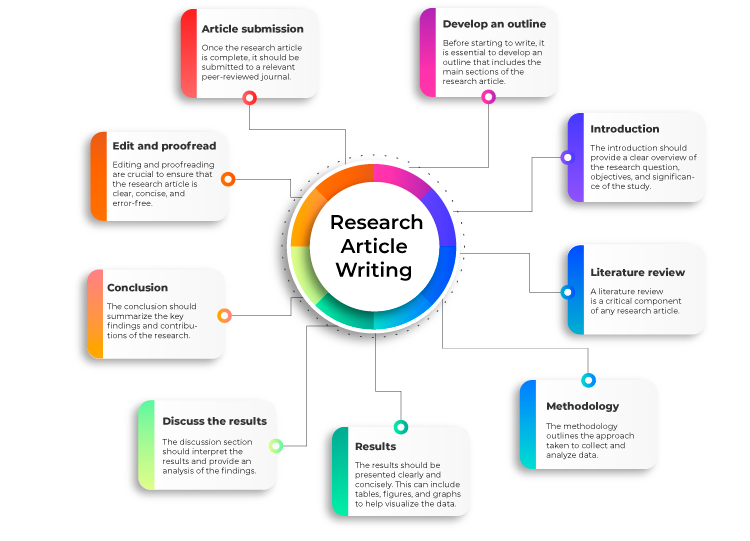 Research
Article
Writing
Develop an outline
Before starting to write, it
is essential to develop an
outline that includes the
main sections of the
research article.
Introduction
The introduction should
provide a clear overview of
the research question,
objectives, and significan-
ce of the study.
Literature review
A literature review
is a critical component
of any research article.
Methodology
The methodology
outlines the approach
taken to collect and
analyze data.
Results
The results should be
presented clearly and
concisely. This can include
tables, figures, and graphs
to help visualize the data.
Discuss the results
The discussion section
should interpret the
results and provide an
analysis of the findings.
Conclusion
The conclusion should
summarize the key
findings and contribu-
tions of the research.
Edit and proofread
Editing and proofreading
are crucial to ensure that
the research article is
clear, concise, and
error-free.
Article submission
Once the research article
is complete, it should be
submitted to a relevant
peer-reviewed journal.